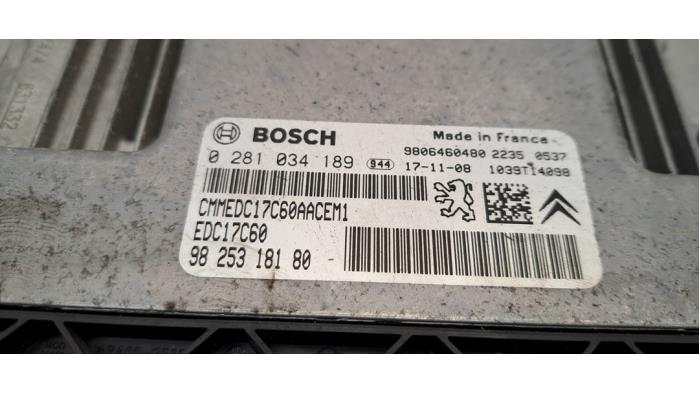 BOSCH
Made in France
0 281 034 189 944 17-11-08
9806460480 2235 0537
1039T14098
CMMEDC17C60AACEM1
EDC17C60
98 253 181 80